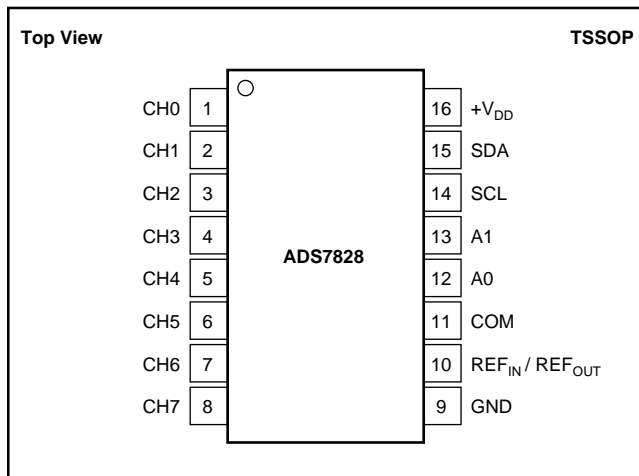 Top View TSSOP
CH0 1 16 +VDD
CH1 2 15 SDA
CH2 3 14 SCL
CH3 4 13 A1
ADS7828
CH4 5 12 A0
CH5 6 11 COM
CH6 7 10 REFIN / REFOUT
CH7 8 9 GND